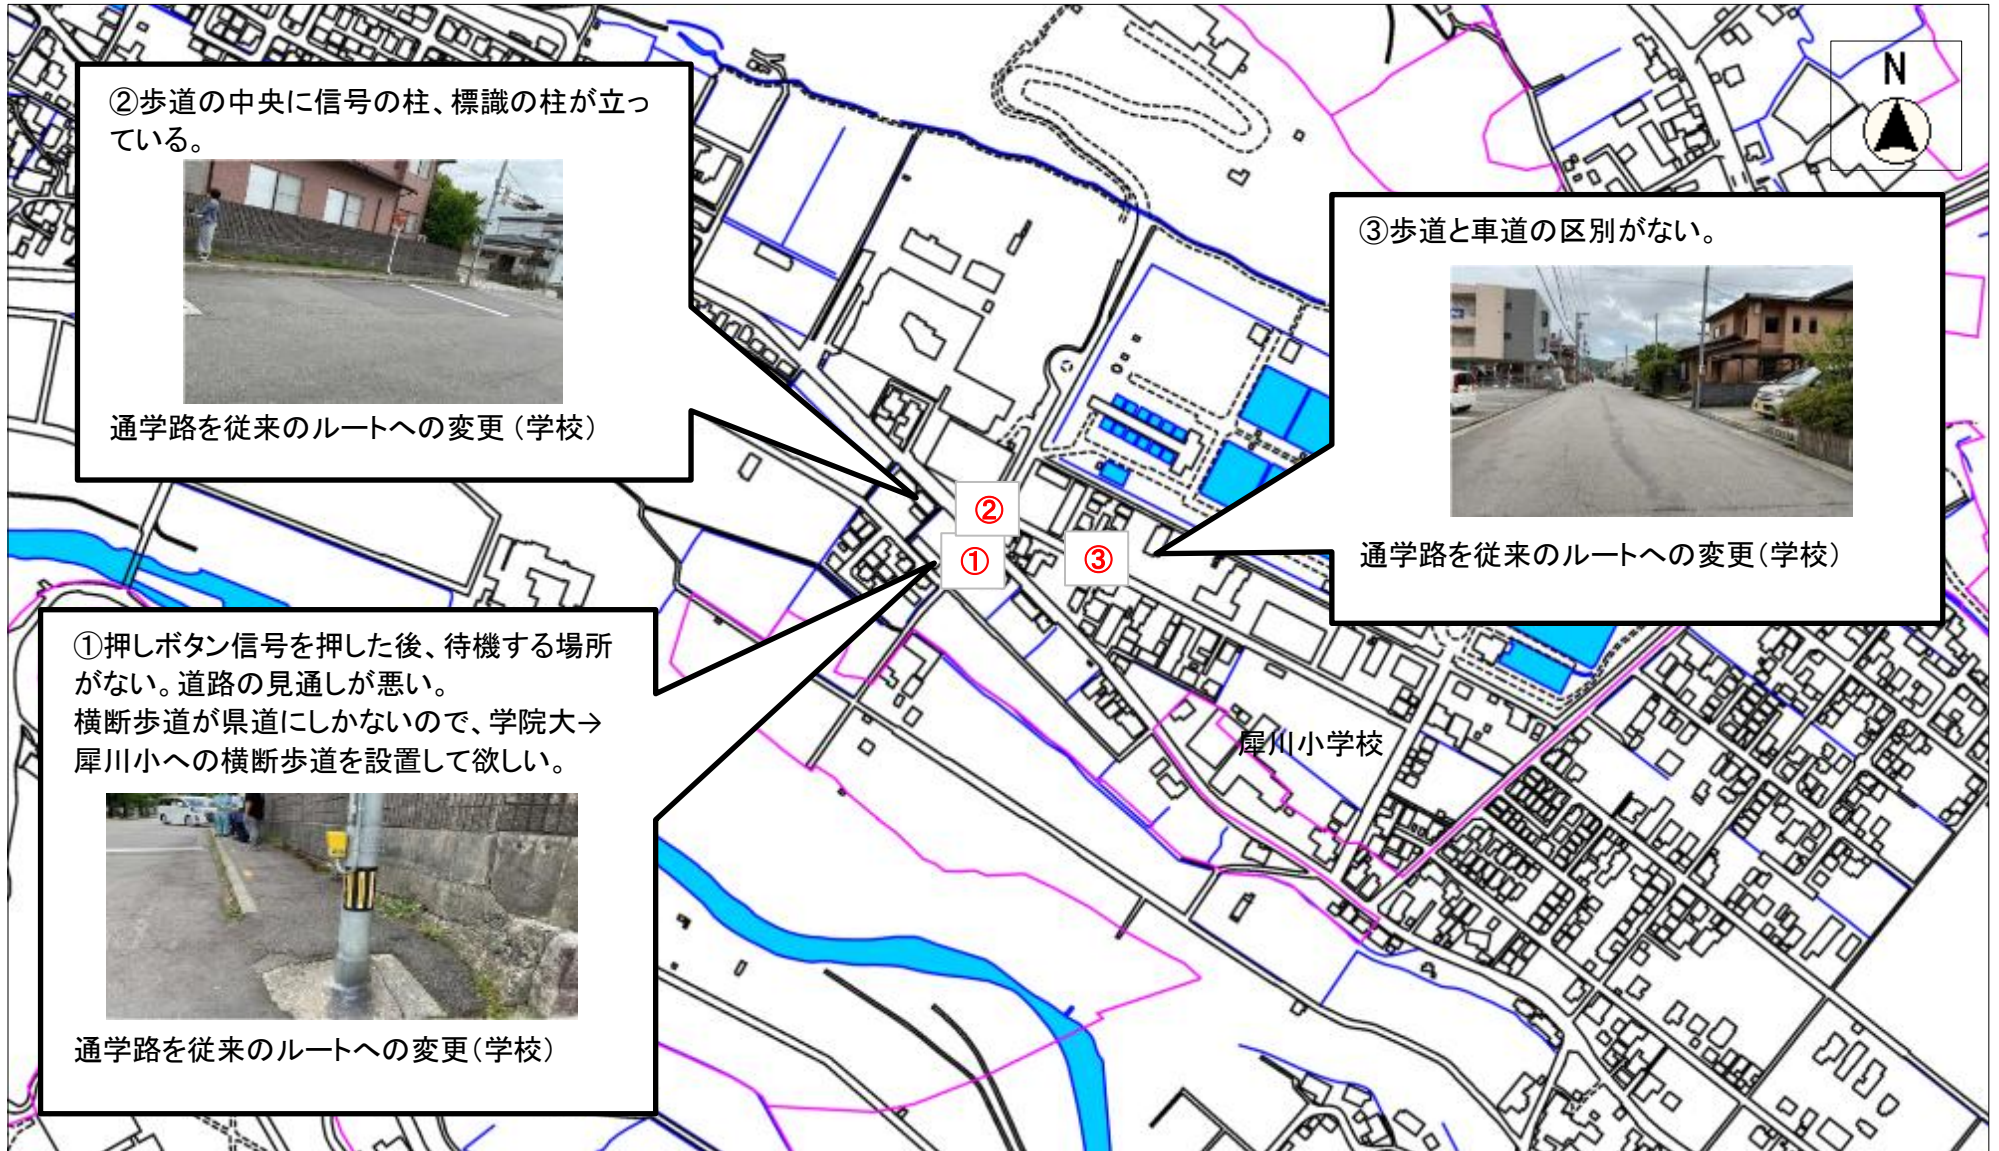 ②歩道の中央に信号の柱、標識の柱が立っ
ている。
通学路を従来のルートへの変更(学校)
N
③歩道と車道の区別がない。
通学路を従来のルートへの変更(学校)
②
①
③
①押しボタン信号を押した後、待機する場所
がない。道路の見通しが悪い。
横断歩道が県道にしかないので、学院大→
犀川小への横断歩道を設置して欲しい。
通学路を従来のルートへの変更(学校)
犀川小学校